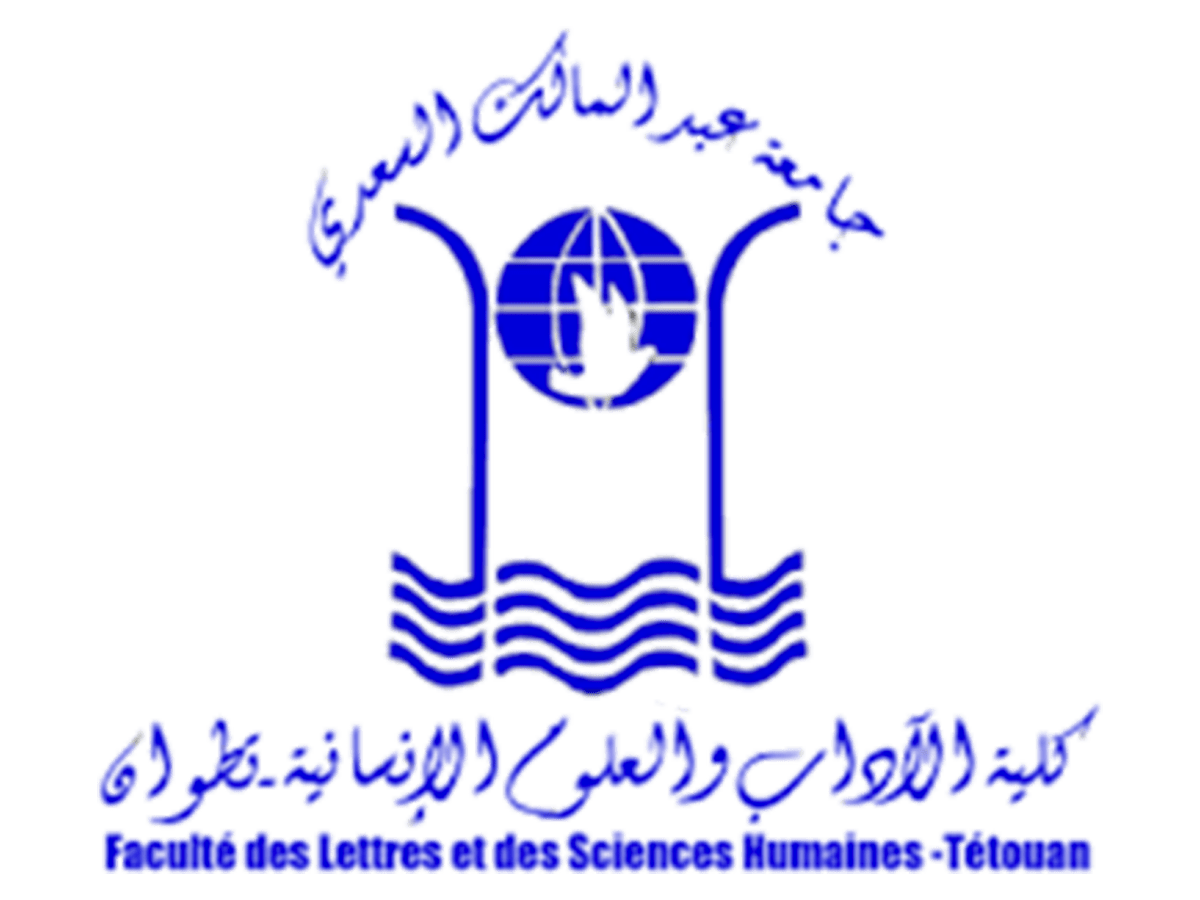 جامعة عبد المالك السعدي
كلية الآداب والعلوم الإنسانية - تطوان
Faculté des Lettres et des Sciences Humaines -Tétouan